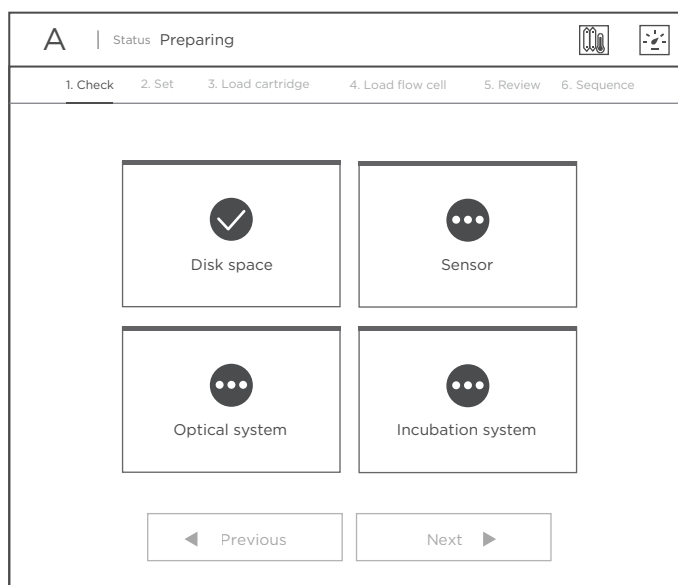 A | Status Preparing
1. Check 2. Set 3. Load cartridge 4. Load flow cell 5. Review 6. Sequence
Disk space Sensor
Optical system Incubation system
Previous Next